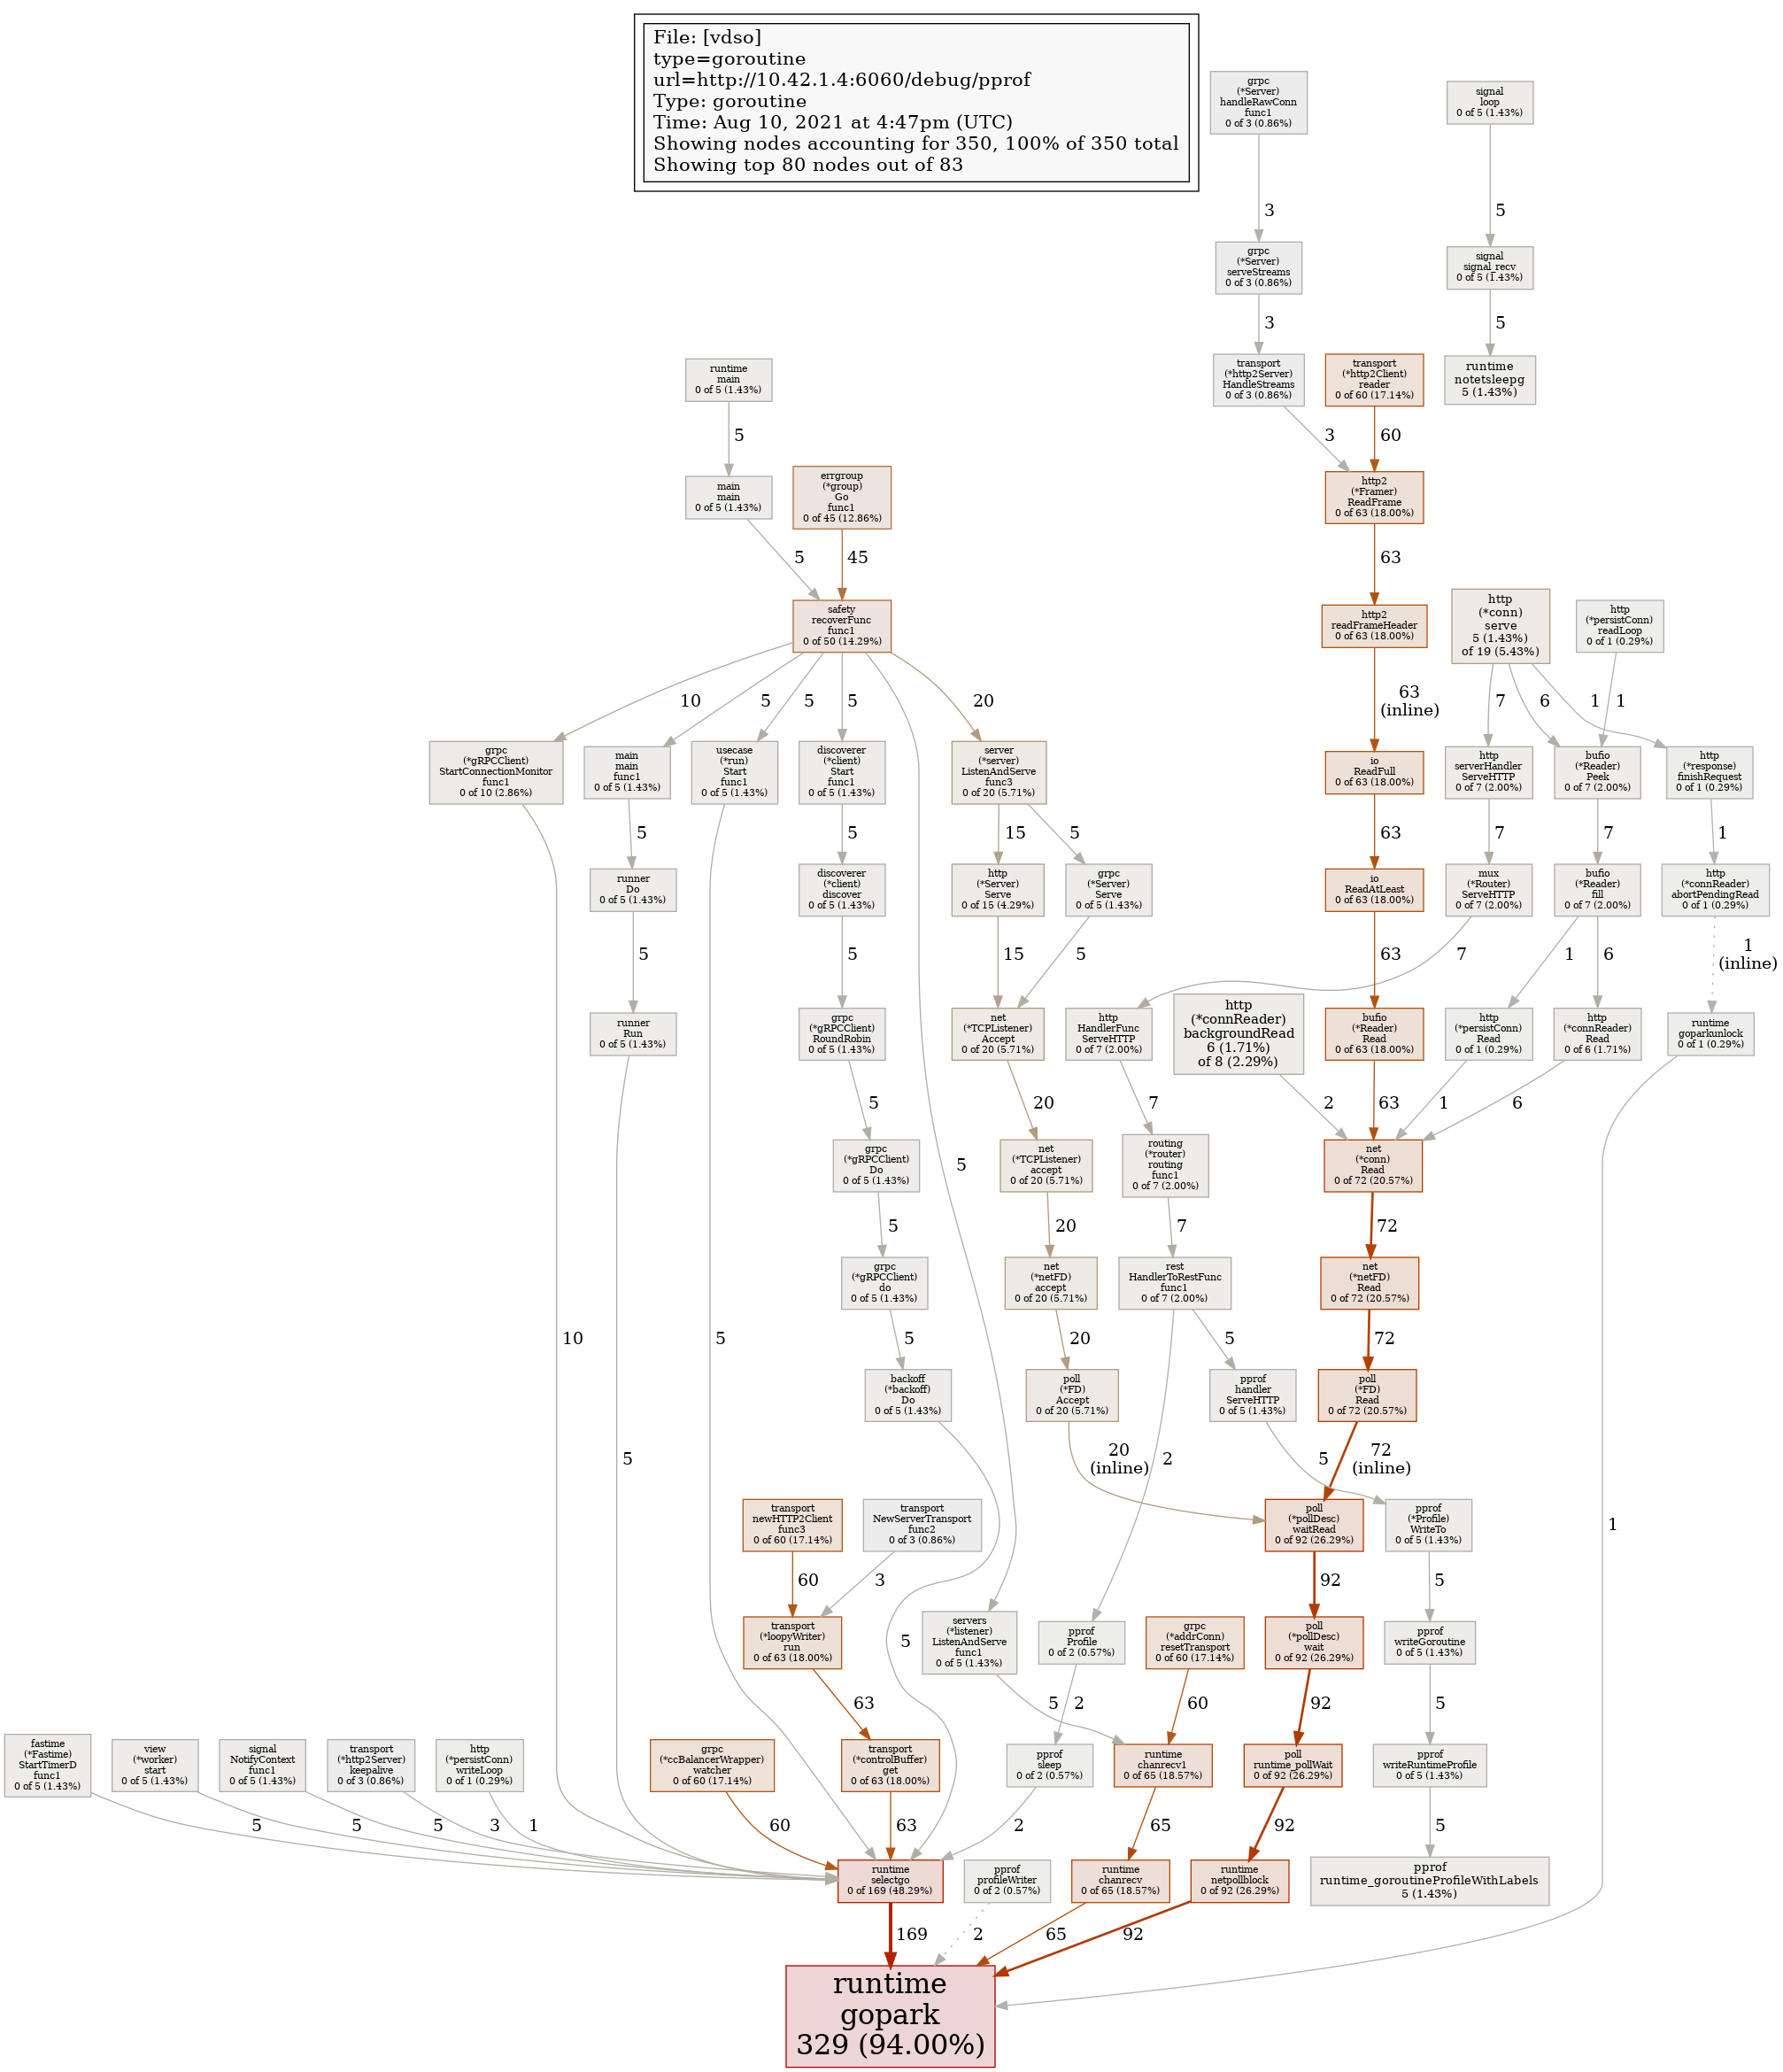 File: [vdso]
type=goroutine
url=http://10.42.1.4:6060/debug/pprof
Type: goroutine
Time: Aug 10, 2021 at 4:47pm (UTC)
Showing nodes accounting for 350, 100% of 350 total
Showing top 80 nodes out of 83
grpc
(*Server)
handleRawConn
func1
0 of 3 (0.86%)
signal
loop
0 of 5 (1.43%)
3
5
grpc
(*Server)
serveStreams
0 of 3 (0.86%)
signal
signal_recv
0 of 5 (1.43%)
3
5
runtime
main
0 of 5 (1.43%)
transport
(*http2Server)
HandleStreams
0 of 3 (0.86%)
transport
(*http2Client)
reader
0 of 60 (17.14%)
runtime
notetsleepg
5 (1.43%)
5
3
60
main
main
0 of 5 (1.43%)
errgroup
(*group)
Go
func1
0 of 45 (12.86%)
http2
(*Framer)
ReadFrame
0 of 63 (18.00%)
5
45
63
safety
recoverFunc
func1
0 of 50 (14.29%)
http2
readFrameHeader
0 of 63 (18.00%)
http
(*conn)
serve
5 (1.43%)
of 19 (5.43%)
http
(*persistConn)
readLoop
0 of 1 (0.29%)
10
5
5
5
5
20
63
(inline)
7
6
1
1
grpc
(*gRPCClient)
StartConnectionMonitor
func1
0 of 10 (2.86%)
main
main
func1
0 of 5 (1.43%)
usecase
(*run)
Start
func1
0 of 5 (1.43%)
discoverer
(*client)
Start
func1
0 of 5 (1.43%)
server
(*server)
ListenAndServe
func3
0 of 20 (5.71%)
io
ReadFull
0 of 63 (18.00%)
http
serverHandler
ServeHTTP
0 of 7 (2.00%)
bufio
(*Reader)
Peek
0 of 7 (2.00%)
http
(*response)
finishRequest
0 of 1 (0.29%)
10
5
5
5
15
5
63
7
7
1
runner
Do
0 of 5 (1.43%)
discoverer
(*client)
discover
0 of 5 (1.43%)
http
(*Server)
Serve
0 of 15 (4.29%)
grpc
(*Server)
Serve
0 of 5 (1.43%)
io
ReadAtLeast
0 of 63 (18.00%)
mux
(*Router)
ServeHTTP
0 of 7 (2.00%)
bufio
(*Reader)
fill
0 of 7 (2.00%)
http
(*connReader)
abortPendingRead
0 of 1 (0.29%)
5
5
15
5
63
7
1
6
1
(inline)
runner
Run
0 of 5 (1.43%)
grpc
(*gRPCClient)
RoundRobin
0 of 5 (1.43%)
net
(*TCPListener)
Accept
0 of 20 (5.71%)
http
HandlerFunc
ServeHTTP
0 of 7 (2.00%)
http
(*connReader)
backgroundRead
6 (1.71%)
of 8 (2.29%)
bufio
(*Reader)
Read
0 of 63 (18.00%)
http
(*persistConn)
Read
0 of 1 (0.29%)
http
(*connReader)
Read
0 of 6 (1.71%)
runtime
goparkunlock
0 of 1 (0.29%)
5
5
20
7
2
63
1
6
1
grpc
(*gRPCClient)
Do
0 of 5 (1.43%)
net
(*TCPListener)
accept
0 of 20 (5.71%)
routing
(*router)
routing
func1
0 of 7 (2.00%)
net
(*conn)
Read
0 of 72 (20.57%)
5
20
7
72
grpc
(*gRPCClient)
do
0 of 5 (1.43%)
net
(*netFD)
accept
0 of 20 (5.71%)
rest
HandlerToRestFunc
func1
0 of 7 (2.00%)
net
(*netFD)
Read
0 of 72 (20.57%)
5
20
2
5
72
backoff
(*backoff)
Do
0 of 5 (1.43%)
poll
(*FD)
Accept
0 of 20 (5.71%)
pprof
handler
ServeHTTP
0 of 5 (1.43%)
poll
(*FD)
Read
0 of 72 (20.57%)
5
20
(inline)
5
72
(inline)
transport
newHTTP2Client
func3
0 of 60 (17.14%)
transport
NewServerTransport
func2
0 of 3 (0.86%)
poll
(*pollDesc)
waitRead
0 of 92 (26.29%)
pprof
(*Profile)
WriteTo
0 of 5 (1.43%)
60
3
92
5
transport
(*loopyWriter)
run
0 of 63 (18.00%)
servers
(*listener)
ListenAndServe
func1
0 of 5 (1.43%)
pprof
Profile
0 of 2 (0.57%)
grpc
(*addrConn)
resetTransport
0 of 60 (17.14%)
poll
(*pollDesc)
wait
0 of 92 (26.29%)
pprof
writeGoroutine
0 of 5 (1.43%)
63
5
2
60
92
5
fastime
(*Fastime)
StartTimerD
func1
0 of 5 (1.43%)
view
(*worker)
start
0 of 5 (1.43%)
signal
NotifyContext
func1
0 of 5 (1.43%)
transport
(*http2Server)
keepalive
0 of 3 (0.86%)
http
(*persistConn)
writeLoop
0 of 1 (0.29%)
grpc
(*ccBalancerWrapper)
watcher
0 of 60 (17.14%)
transport
(*controlBuffer)
get
0 of 63 (18.00%)
pprof
sleep
0 of 2 (0.57%)
runtime
chanrecv1
0 of 65 (18.57%)
poll
runtime_pollWait
0 of 92 (26.29%)
pprof
writeRuntimeProfile
0 of 5 (1.43%)
5
5
5
3
1
60
63
2
65
92
5
runtime
selectgo
0 of 169 (48.29%)
pprof
profileWriter
0 of 2 (0.57%)
runtime
chanrecv
0 of 65 (18.57%)
runtime
netpollblock
0 of 92 (26.29%)
pprof
runtime_goroutineProfileWithLabels
5 (1.43%)
169
2
65
92
runtime
gopark
329 (94.00%)